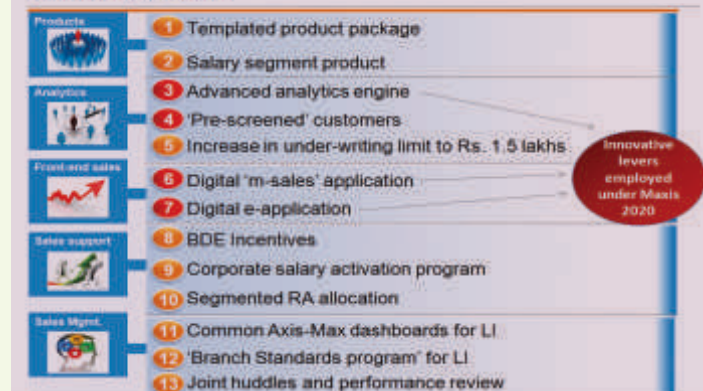 Products
1 Templated product package
2 Salary segment product
Analytics
3 Advanced analytics engine
4 'Pre-screened' customers
5 Increase in under-writing limit to Rs. 1.5 lakhs
Front-end sales
6 Digital 'm-sales' application
7 Digital e-application
Innovative
levers
employed
under Maxis
2020
Sales support
8 BDE Incentives
9 Corporate salary activation program
10 Segmented RA allocation
Sales Mgmt.
11 Common Axis-Max dashboards for LI
12 'Branch Standards program' for LI
13 Joint huddles and performance review